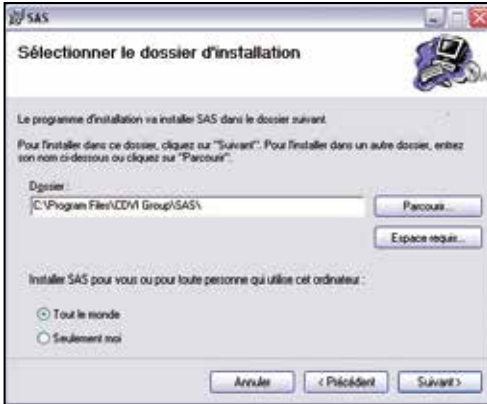 SAS
Sélectionner le dossier d'installation
Le programme d'installation va installer SAS dans le dossier suivant.
Pour l'installer dans ce dossier, cliquez sur "Suivant". Pour l'installer dans un autre dossier, entrez
son nom ci-dessous ou cliquez sur "Parcourir".
Dossier :
C:\Program Files\CDVI Group\SAS\
Parcourir...
Espace requis...
Installer SAS pour vous ou pour toute personne qui utilise cet ordinateur :
Tout le monde
Seulement moi
Annuler
< Précédent
Suivant >